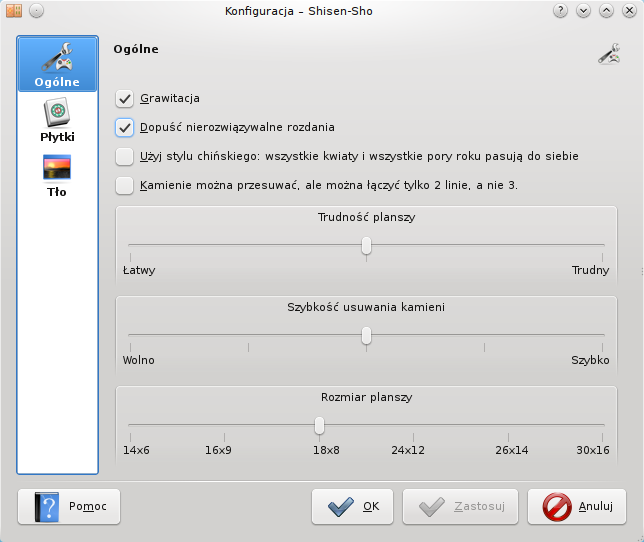 Konfiguracja – Shisen-Sho
Ogólne
Płytki
Tło
Ogólne
Grawitacja
Dopuść nierozwiązywalne rozdania
Użyj stylu chińskiego: wszystkie kwiaty i wszystkie pory roku pasują do siebie
Kamienie można przesuwać, ale można łączyć tylko 2 linie, a nie 3.
Trudność planszy
Łatwy Trudny
Szybkość usuwania kamieni
Wolno Szybko
Rozmiar planszy
14x6 16x9 18x8 24x12 26x14 30x16
Pomoc OK Zastosuj Anuluj